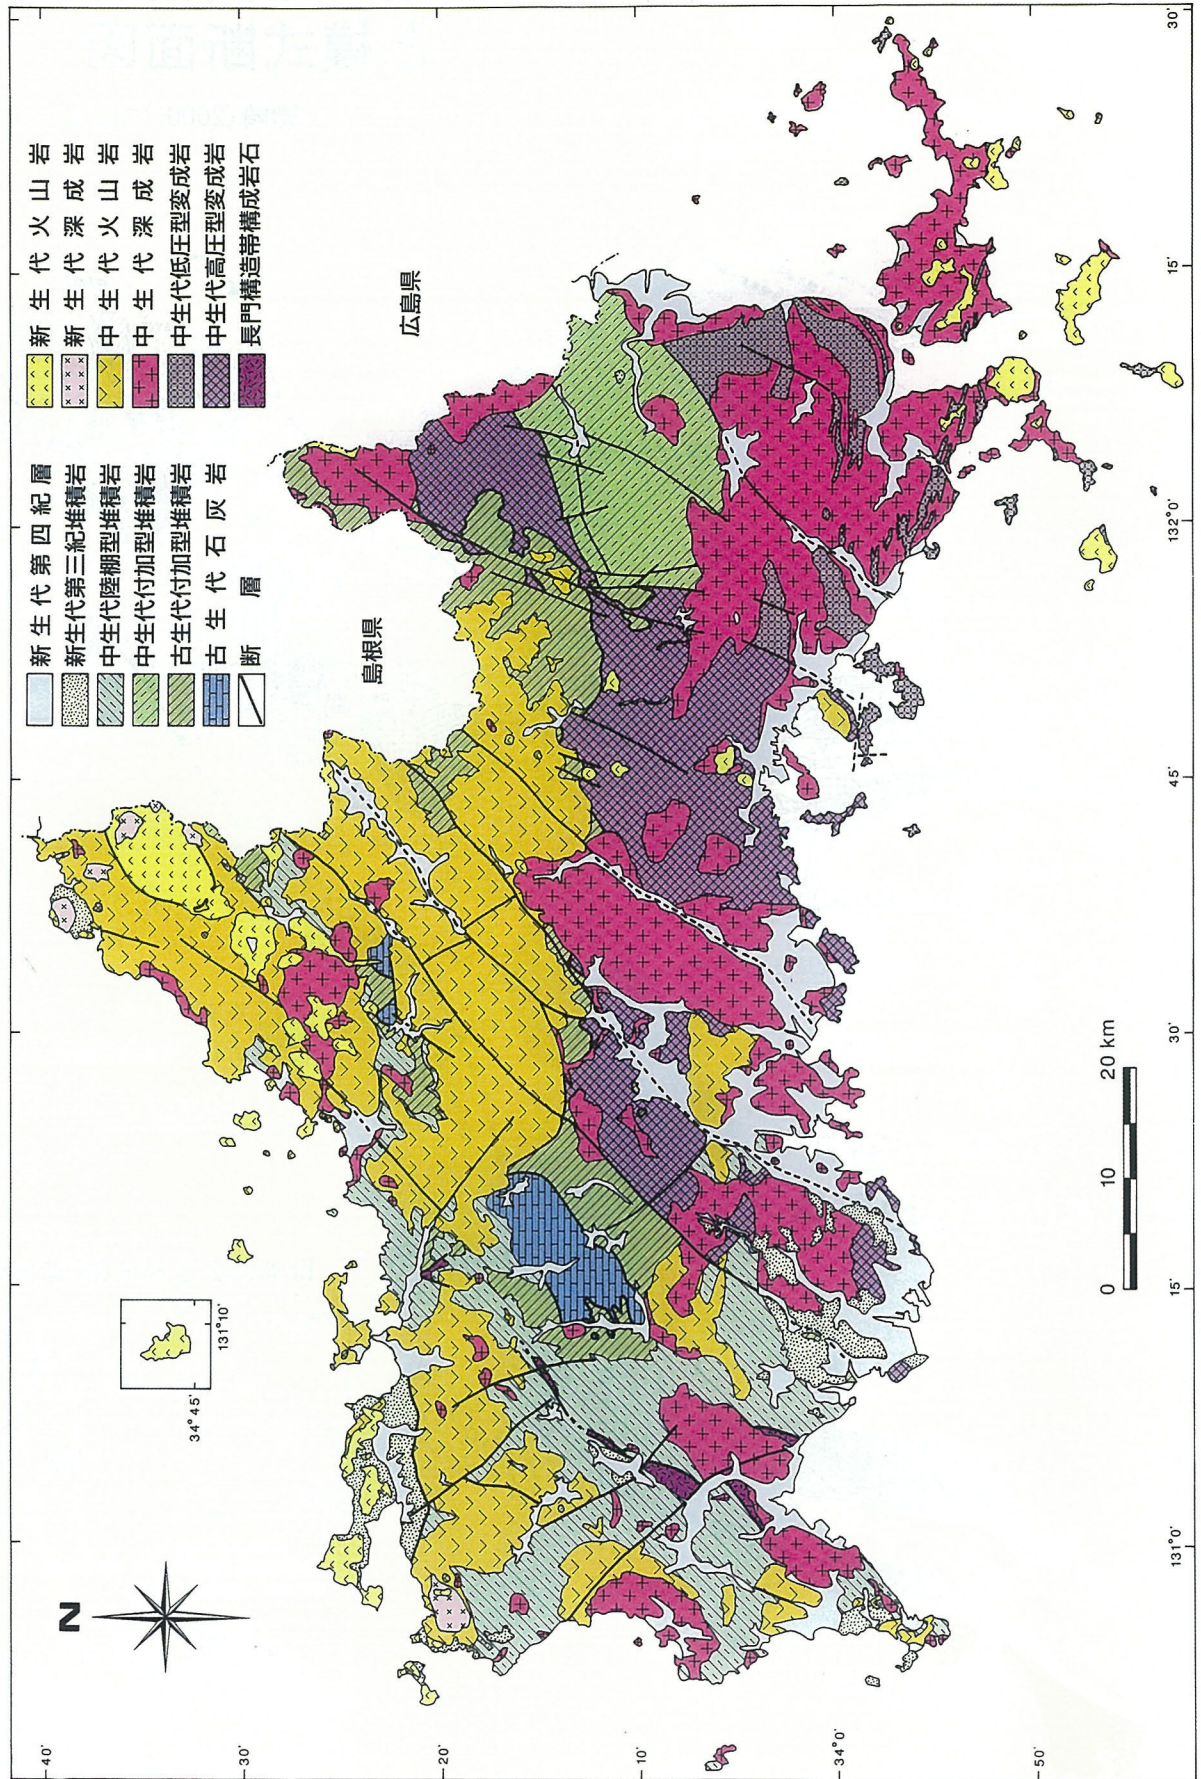 新生代第四紀層
新生代第三紀堆積岩
中生代陸棚型堆積岩
中生代付加型堆積岩
古生代付加型堆積岩
古生代石灰岩
断層
新生代火山岩
新生代深成岩
中生代火山岩
中生代深成岩
中生代低圧型変成岩
中生代高圧型変成岩
長門構造帯構成岩石
島根県
広島県
N
34°45'
131°10'
40'
30'
20'
10'
34°0'
50'
131°0'
15'
30'
45'
132°0'
15'
30'
0 10 20 km